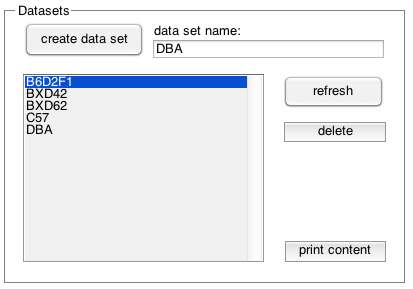 Datasets
create data set
data set name:
DBA
B6D2F1
BXD42
BXD62
C57
DBA
refresh
delete
print content